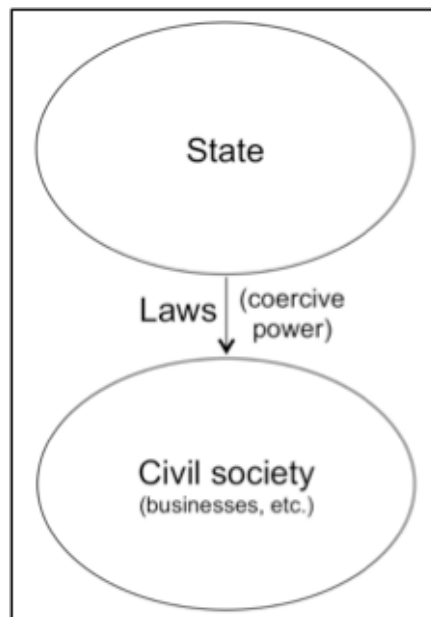 State
Laws
(coercive
power)
Civil society
(businesses, etc.)